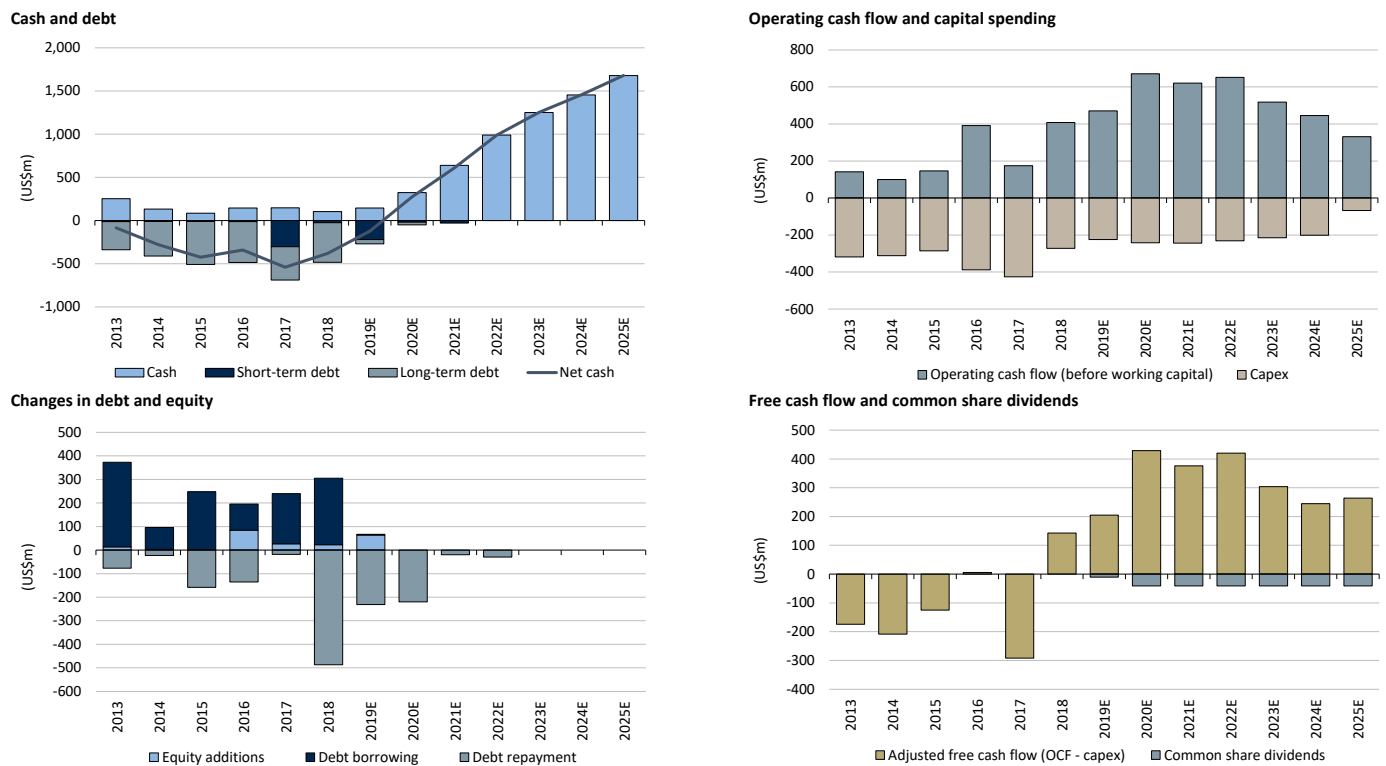 Cash and debt
2,000
1,500
1,000
500
0
-500
-1,000
(US$m)
2013
2014
2015
2016
2017
2018
2019E
2020E
2021E
2022E
2023E
2024E
2025E
Cash
Short-term debt
Long-term debt
Net cash
Operating cash flow and capital spending
800
600
400
200
0
-200
-400
-600
(US$m)
2013
2014
2015
2016
2017
2018
2019E
2020E
2021E
2022E
2023E
2024E
2025E
Operating cash flow (before working capital)
Capex
Changes in debt and equity
500
400
300
200
100
0
-100
-200
-300
-400
-500
-600
(US$m)
2013
2014
2015
2016
2017
2018
2019E
2020E
2021E
2022E
2023E
2024E
2025E
Equity additions
Debt borrowing
Debt repayment
Free cash flow and common share dividends
500
400
300
200
100
0
-100
-200
-300
-400
(US$m)
2013
2014
2015
2016
2017
2018
2019E
2020E
2021E
2022E
2023E
2024E
2025E
Adjusted free cash flow (OCF - capex)
Common share dividends